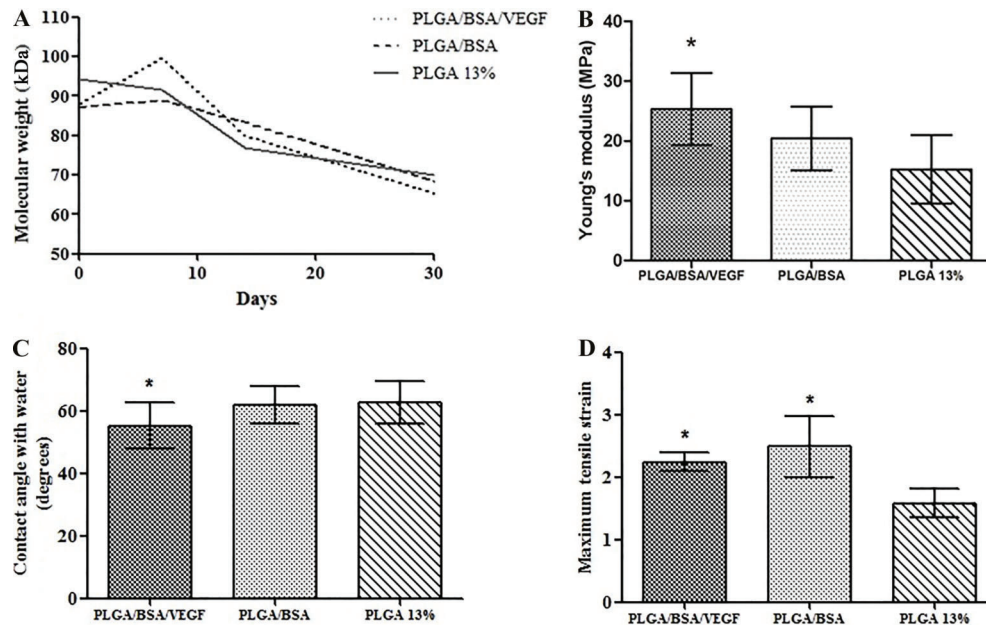 A
110
100
90
80
70
60
50
Molecular weight (kDa)
0
10
20
30
Days
PLGA/BSA/VEGF
PLGA/BSA
PLGA 13%
B
40
30
20
10
0
Young's modulus (MPa)
*
PLGA/BSA/VEGF
PLGA/BSA
PLGA 13%
C
80
60
40
20
0
Contact angle with water
(degrees)
*
PLGA/BSA/VEGF
PLGA/BSA
PLGA 13%
D
4
3
2
1
0
Maximum tensile strain
*
*
PLGA/BSA/VEGF
PLGA/BSA
PLGA 13%